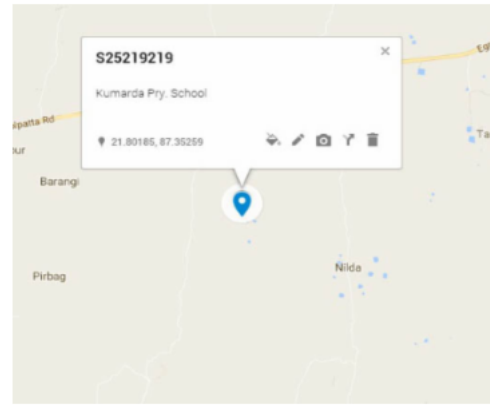 S25219219
Kumarda Pry. School
21.80185, 87.35259
Barangi
Pirbag
Nilda